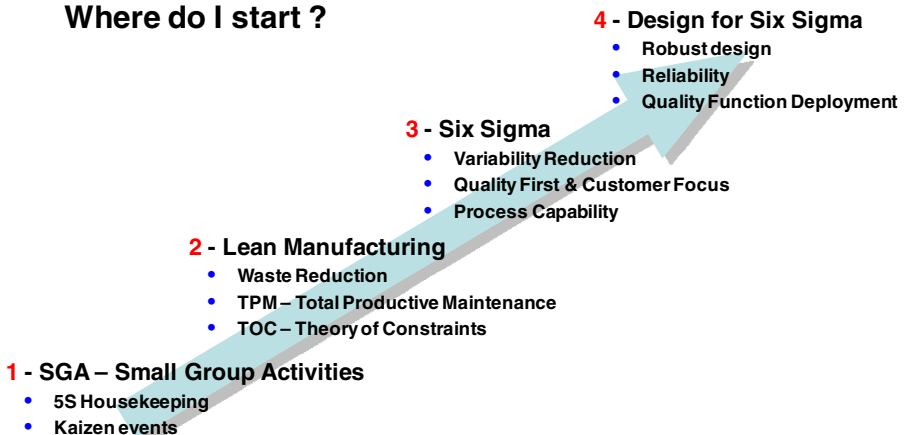 Where do I start ?
4 - Design for Six Sigma
• Robust design
• Reliability
• Quality Function Deployment
3 - Six Sigma
• Variability Reduction
• Quality First & Customer Focus
• Process Capability
2 - Lean Manufacturing
• Waste Reduction
• TPM – Total Productive Maintenance
• TOC – Theory of Constraints
1 - SGA – Small Group Activities
• 5S Housekeeping
• Kaizen events